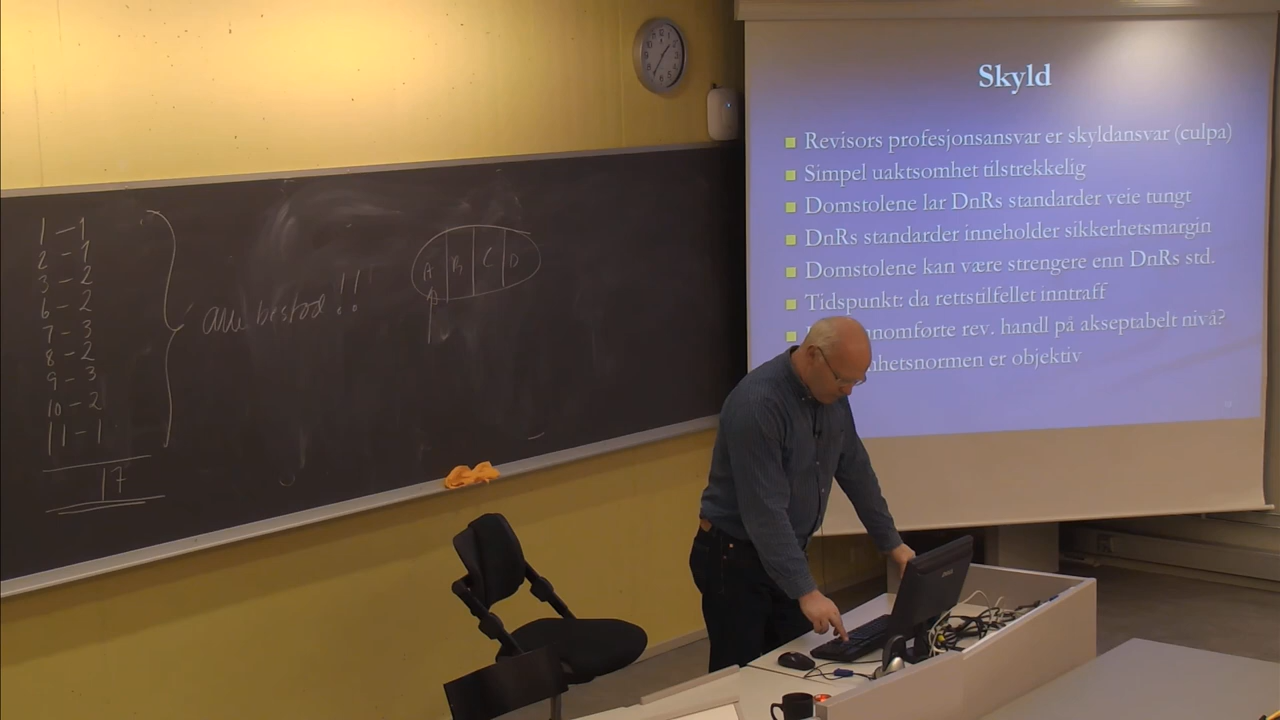 1 - 1
2 - 1
3 - 2
6 - 2
7 - 3
8 - 2
9 - 3
10 - 2
11 - 1
17
alle bestod !!
A B C D
Skyld
Revisors profesjonsansvar er skyldansvar (culpa)
Simpel uaktsomhet tilstrekkelig
Domstolene lar DnRs standarder veie tungt
DnRs standarder inneholder sikkerhetsmargin
Domstolene kan være strengere enn DnRs std.
Tidspunkt: da rettstilfellet inntraff
nomførte rev. handl på akseptabelt nivå?
hetsnormen er objektiv